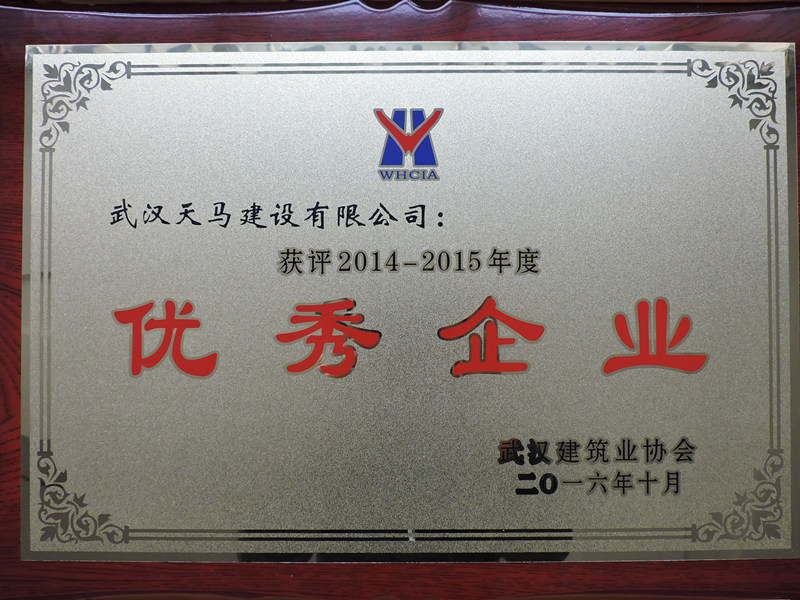 WHCIA
武汉天马建设有限公司：
获评2014-2015年度
优秀企业
武汉建筑业协会
二〇一六年十月